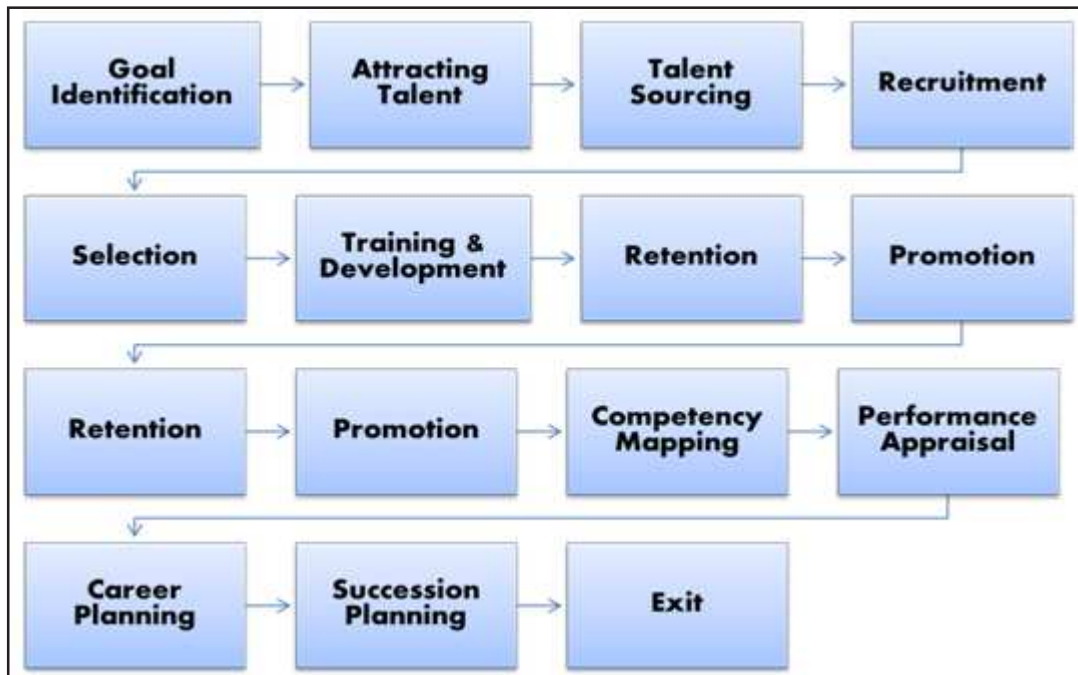 Goal
Identification
Attracting
Talent
Talent
Sourcing
Recruitment
Selection
Training &
Development
Retention
Promotion
Retention
Promotion
Competency
Mapping
Performance
Appraisal
Career
Planning
Succession
Planning
Exit